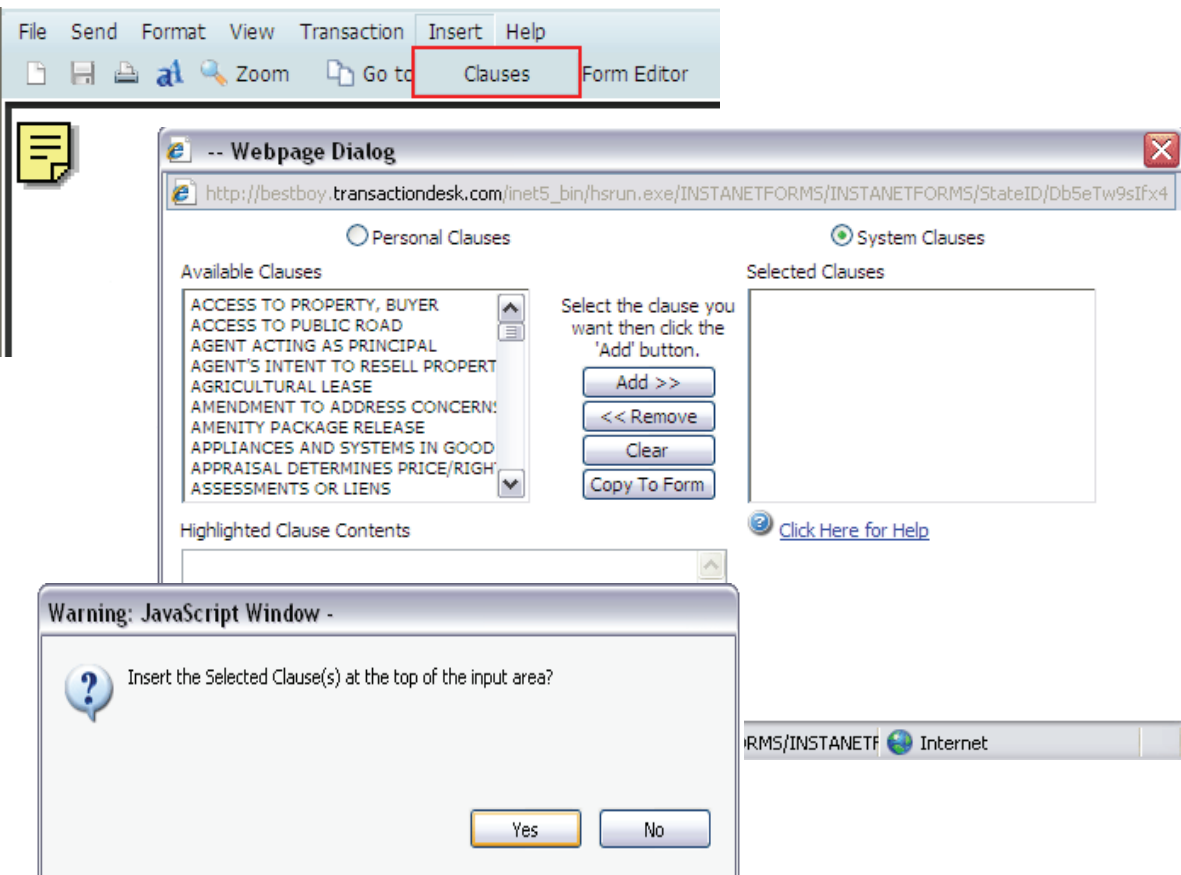 File Send Format View Transaction Insert Help
Zoom Go to Clauses Form Editor
-- Webpage Dialog
http://bestboy.transactiondesk.com/inet5_bin/hsrun.exe/INSTANETFORMS/INSTANETFORMS/StateID/Db5eTw9sIfx4
Personal Clauses System Clauses
Available Clauses
ACCESS TO PROPERTY, BUYER
ACCESS TO PUBLIC ROAD
AGENT ACTING AS PRINCIPAL
AGENT'S INTENT TO RESELL PROPERT
AGRICULTURAL LEASE
AMENDMENT TO ADDRESS CONCERNS
AMENITY PACKAGE RELEASE
APPLIANCES AND SYSTEMS IN GOOD
APPRAISAL DETERMINES PRICE/RIGH
ASSESSMENTS OR LIENS
Select the clause you
want then click the
'Add' button.
Add >>
<< Remove
Clear
Copy To Form
Selected Clauses
Click Here for Help
Highlighted Clause Contents
Warning: JavaScript Window -
Insert the Selected Clause(s) at the top of the input area?
Yes No
RMS/INSTANETF Internet